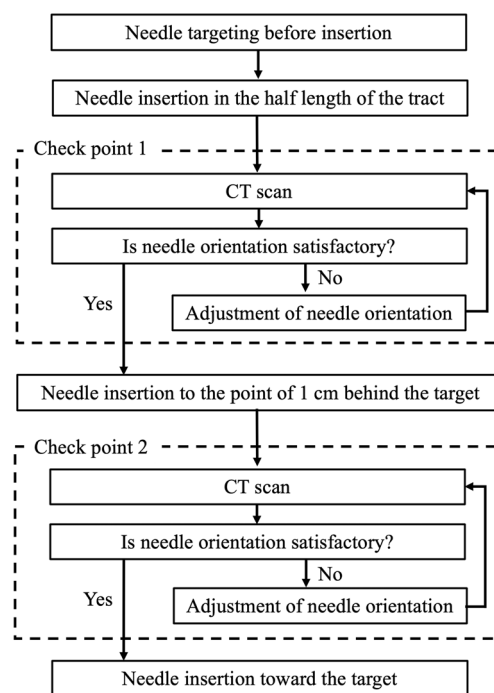 Needle targeting before insertion
Needle insertion in the half length of the tract
Check point 1
CT scan
Is needle orientation satisfactory?
No
Yes
Adjustment of needle orientation
Needle insertion to the point of 1 cm behind the target
Check point 2
CT scan
Is needle orientation satisfactory?
No
Yes
Adjustment of needle orientation
Needle insertion toward the target